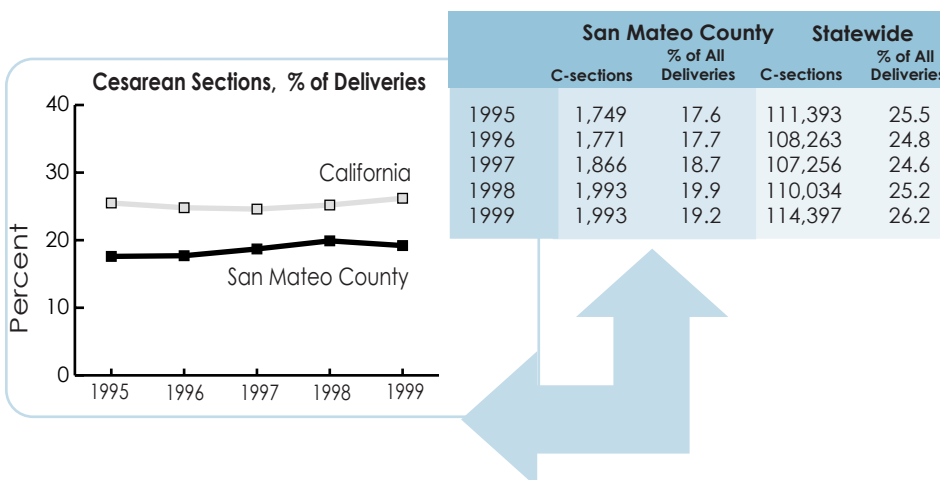 Cesarean Sections, % of Deliveries
Percent
40
30
20
10
0
California
San Mateo County
1995 1996 1997 1998 1999
San Mateo County Statewide
C-sections % of All Deliveries C-sections % of All Deliveries
1995 1,749 17.6 111,393 25.5
1996 1,771 17.7 108,263 24.8
1997 1,866 18.7 107,256 24.6
1998 1,993 19.9 110,034 25.2
1999 1,993 19.2 114,397 26.2